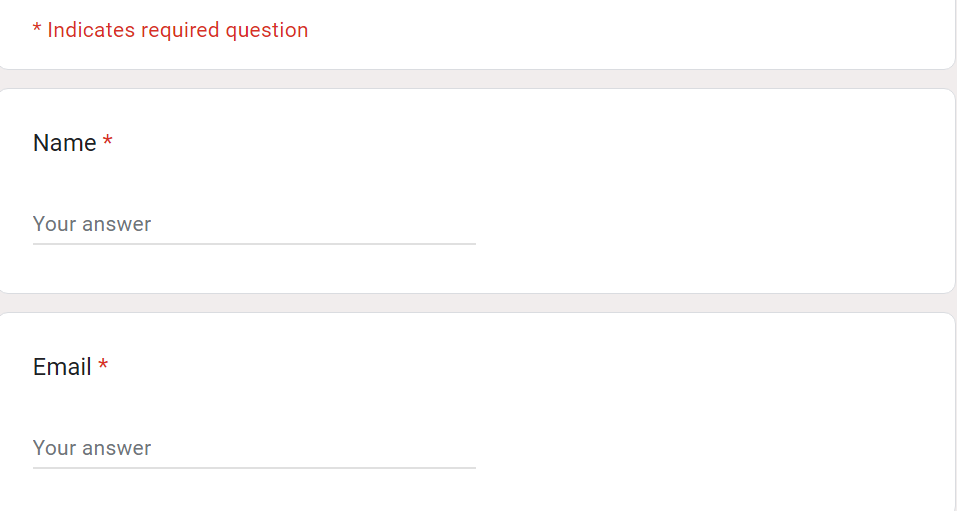 * Indicates required question
Name *
Your answer
Email *
Your answer